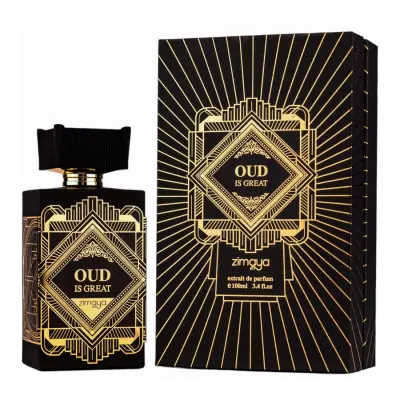 OUD
IS GREAT
zimaya
OUD
IS GREAT
zimaya
extrait de parfum
e100ml 3.4 fl.oz